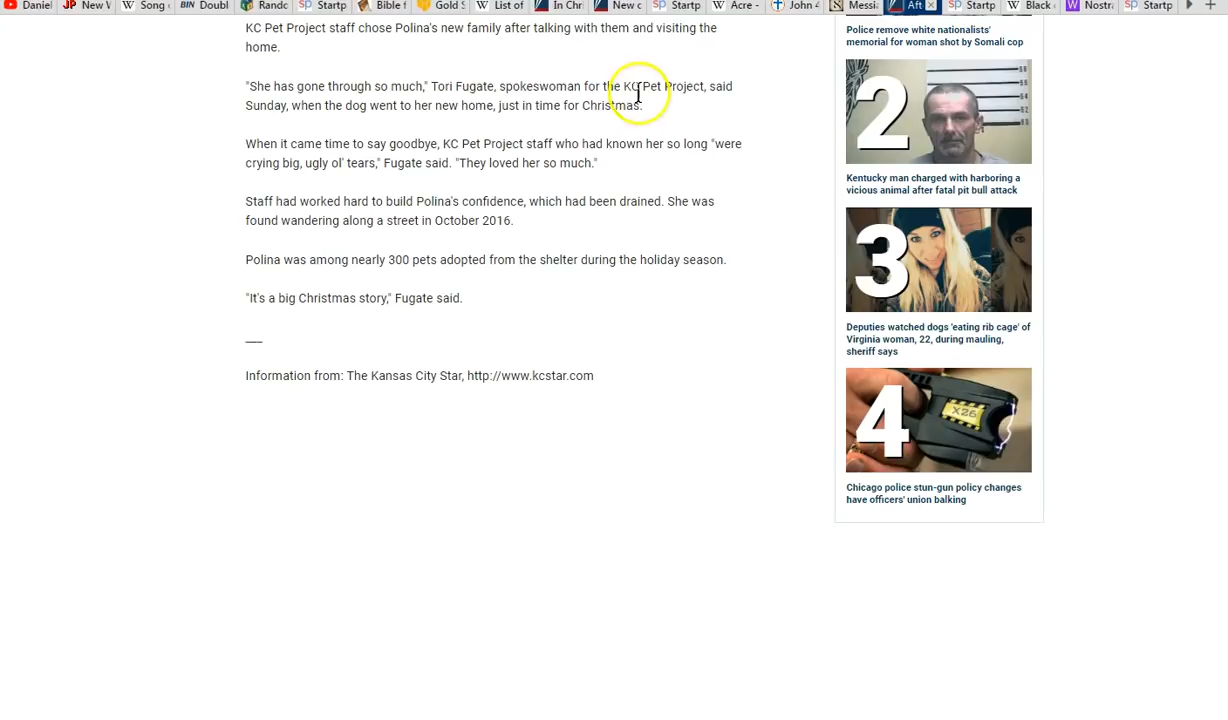 Daniel
New W
Song
Doubl
Rando
Startp
Bible f
Gold S
List of
In Chri
New c
Startp
Acre -
John 4
Messia
Aft
Startp
Black
Nostra
Startp
KC Pet Project staff chose Polina's new family after talking with them and visiting the
home.
"She has gone through so much," Tori Fugate, spokeswoman for the KC Pet Project, said
Sunday, when the dog went to her new home, just in time for Christmas.
When it came time to say goodbye, KC Pet Project staff who had known her so long "were
crying big, ugly ol' tears," Fugate said. "They loved her so much."
Staff had worked hard to build Polina's confidence, which had been drained. She was
found wandering along a street in October 2016.
Polina was among nearly 300 pets adopted from the shelter during the holiday season.
"It's a big Christmas story," Fugate said.
___
Information from: The Kansas City Star, http://www.kcstar.com
Police remove white nationalists'
memorial for woman shot by Somali cop
2
Kentucky man charged with harboring a
vicious animal after fatal pit bull attack
3
Deputies watched dogs 'eating rib cage' of
Virginia woman, 22, during mauling,
sheriff says
4
X26
Chicago police stun-gun policy changes
have officers' union balking